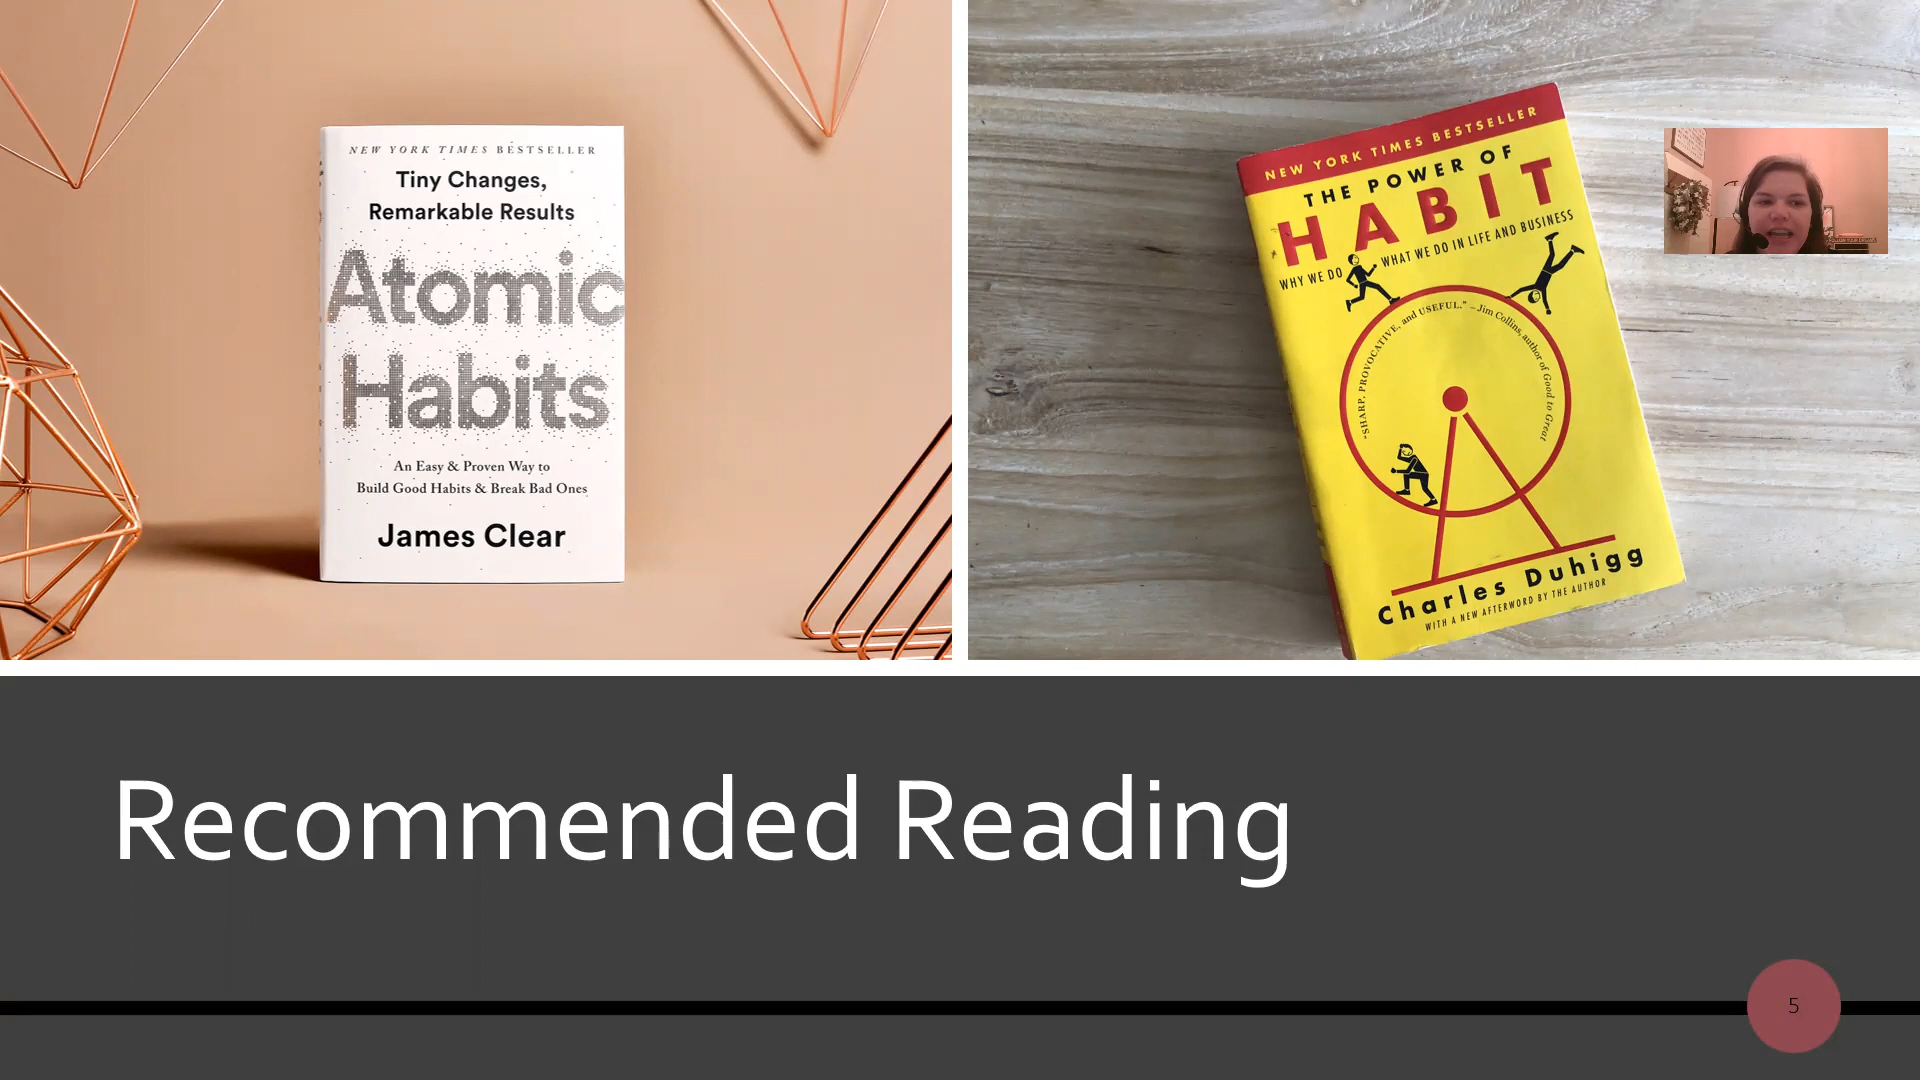 NEW YORK TIMES BESTSELLER
Tiny Changes,
Remarkable Results
Atomic
Habits
An Easy & Proven Way to
Build Good Habits & Break Bad Ones
James Clear
NEW YORK TIMES BESTSELLER
THE POWER OF
HABIT
WHY WE DO WHAT WE DO IN LIFE AND BUSINESS
"SHARP, PROVOCATIVE, and USEFUL." –Jim Collins, author of Good to Great
Charles Duhigg
WITH A NEW AFTERWORD BY THE AUTHOR
Recommended Reading
5